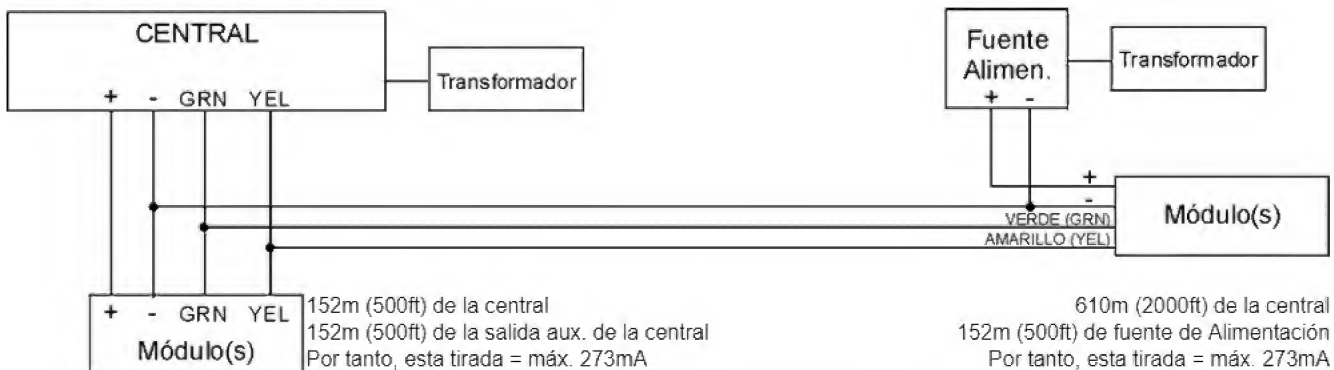 CENTRAL
Transformador
+ - GRN YEL
Fuente
Alimen.
Transformador
+ -
+
-
VERDE (GRN)
AMARILLO (YEL)
Módulo(s)
+ - GRN YEL
Módulo(s)
152m (500ft) de la central
152m (500ft) de la salida aux. de la central
Por tanto, esta tirada = máx. 273mA
610m (2000ft) de la central
152m (500ft) de fuente de Alimentación
Por tanto, esta tirada = máx. 273mA